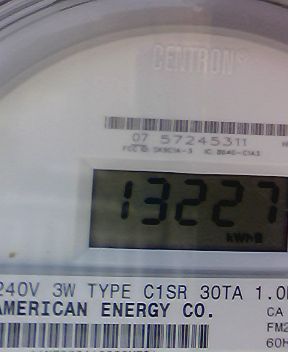 CENTRON®
07 57245311
13227
kWh
240V 3W TYPE C1SR 30TA 1.0
AMERICAN ENERGY CO.
CA
FM2
60H